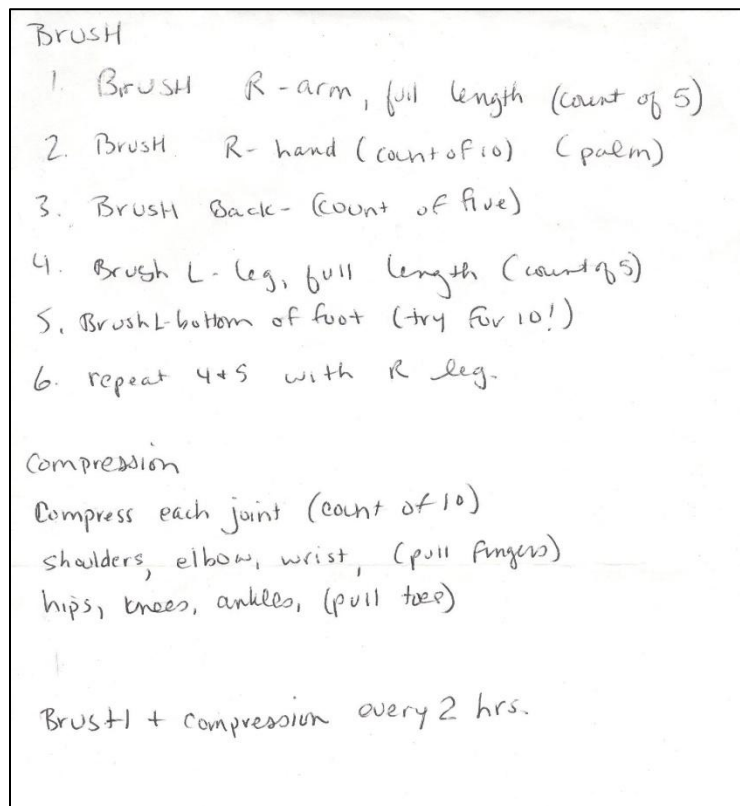 BrusH
1. BrusH R-arm, full length (count of 5)
2. BrusH R-hand (count of 10) (palm)
3. BrusH Back- (count of five)
4. Brush L-leg, full length (count of 5)
5. Brush L-bottom of foot (try for 10!)
6. repeat 4+5 with R leg.
Compression
Compress each joint (count of 10)
shoulders, elbow, wrist, (pull fingers)
hips, knees, ankles, (pull toes)
BrusH + compression every 2 hrs.